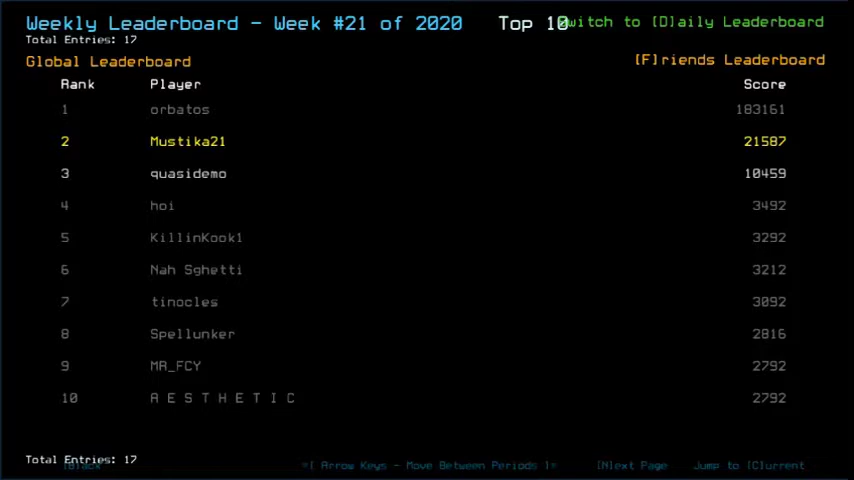 Weekly Leaderboard - Week #21 of 2020 Top 10 witch to [D]aily Leaderboard
Total Entries: 17
Global Leaderboard [F]riends Leaderboard
Rank Player Score
1 orbatos 183161
2 Mustika21 21587
3 quasidemo 10459
4 hoi 3492
5 KillinKook1 3292
6 Nah Sghetti 3212
7 tinocles 3092
8 Spellunker 2816
9 MR_FCY 2792
10 A E S T H E T I C 2792
Total Entries: 17
[B]ack =[ Arrow Keys - Move Between Periods ]= [N]ext Page Jump to [C]urrent